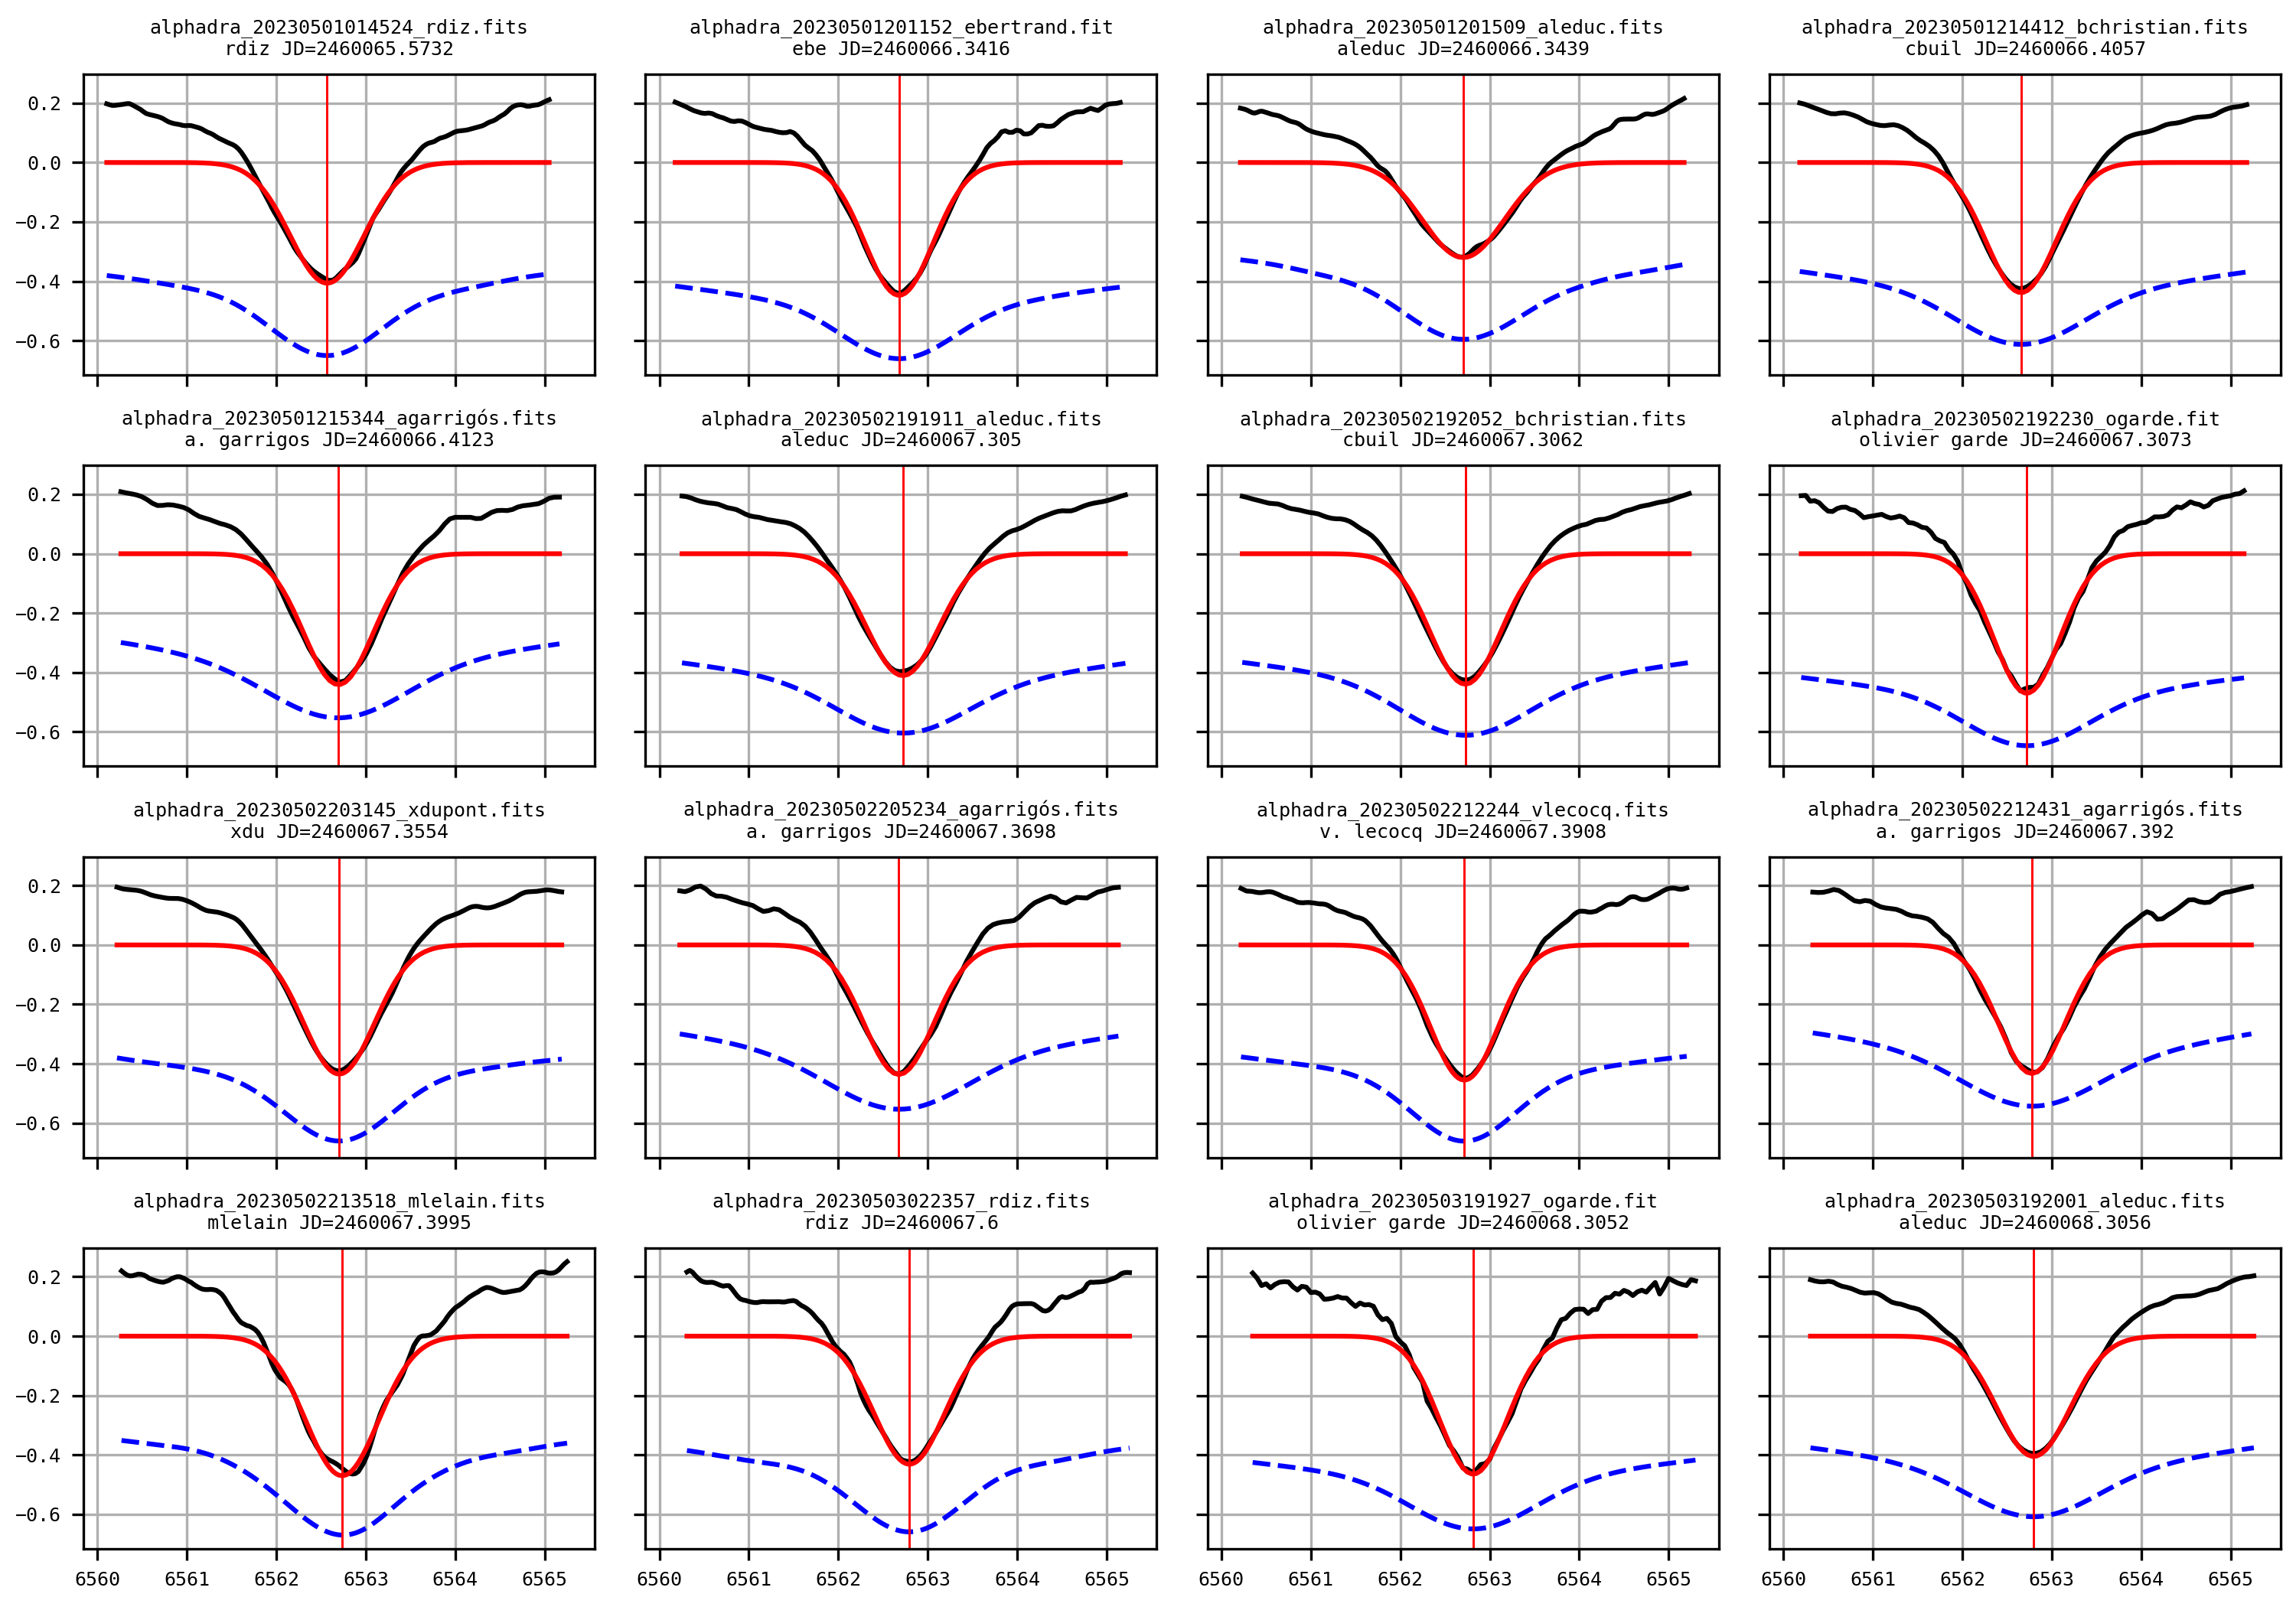 alphadra_20230501014524_rdiz.fits
rdiz JD=2460065.5732
alphadra_20230501201152_ebertrand.fit
ebe JD=2460066.3416
alphadra_20230501201509_aleduc.fits
aleduc JD=2460066.3439
alphadra_20230501214412_bchristian.fits
cbuil JD=2460066.4057
0.2
0.0
−0.2
−0.4
−0.6
alphadra_20230501215344_agarrigós.fits
a. garrigos JD=2460066.4123
alphadra_20230502191911_aleduc.fits
aleduc JD=2460067.305
alphadra_20230502192052_bchristian.fits
cbuil JD=2460067.3062
alphadra_20230502192230_ogarde.fit
olivier garde JD=2460067.3073
0.2
0.0
−0.2
−0.4
−0.6
alphadra_20230502203145_xdupont.fits
xdu JD=2460067.3554
alphadra_20230502205234_agarrigós.fits
a. garrigos JD=2460067.3698
alphadra_20230502212244_vlecocq.fits
v. lecocq JD=2460067.3908
alphadra_20230502212431_agarrigós.fits
a. garrigos JD=2460067.392
0.2
0.0
−0.2
−0.4
−0.6
alphadra_20230502213518_mlelain.fits
mlelain JD=2460067.3995
alphadra_20230503022357_rdiz.fits
rdiz JD=2460067.6
alphadra_20230503191927_ogarde.fit
olivier garde JD=2460068.3052
alphadra_20230503192001_aleduc.fits
aleduc JD=2460068.3056
0.2
0.0
−0.2
−0.4
−0.6
6560 6561 6562 6563 6564 6565
6560 6561 6562 6563 6564 6565
6560 6561 6562 6563 6564 6565
6560 6561 6562 6563 6564 6565